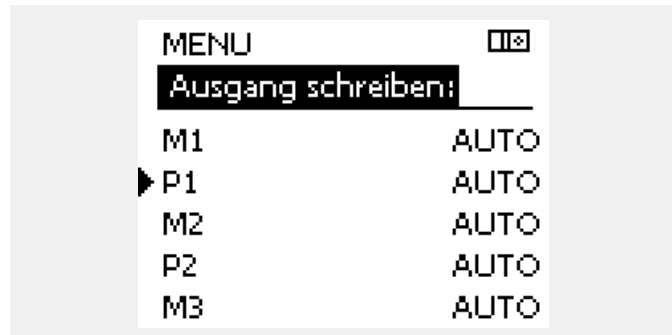 MENU
Ausgang schreiben:
M1 AUTO
P1 AUTO
M2 AUTO
P2 AUTO
M3 AUTO